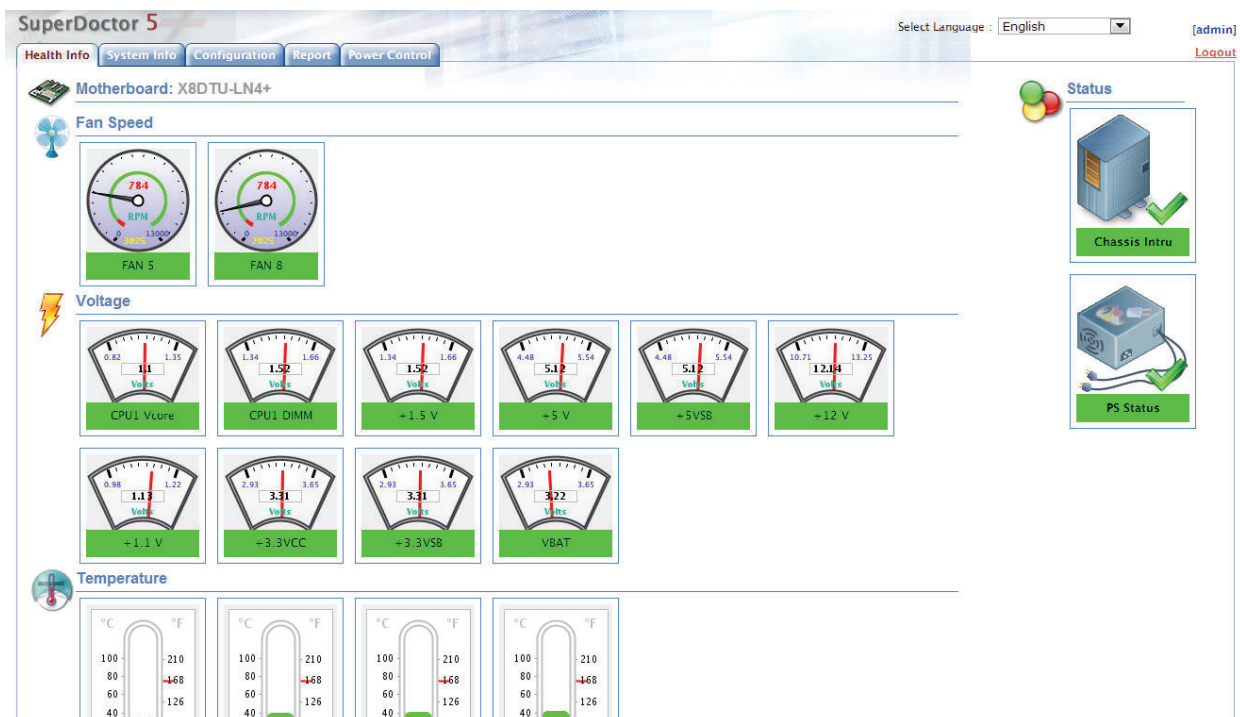 SuperDoctor 5
Select Language : English
[admin]
Health Info System Info Configuration Report Power Control
Logout
Motherboard: X8DTU-LN4+
Status
Fan Speed
784
RPM
0 13000
FAN 5
784
RPM
0 13000
FAN 8
Chassis Intru
PS Status
Voltage
0.82 1.35
1.1
Volts
CPU1 Vcore
1.34 1.66
1.52
Volts
CPU1 DIMM
1.34 1.66
1.52
Volts
+1.5 V
4.48 5.54
5.12
Volts
+5 V
4.48 5.54
5.12
Volts
+5VSB
10.71 13.25
12.14
Volts
+12 V
0.98 1.22
1.13
Volts
+1.1 V
2.93 3.65
3.31
Volts
+3.3VCC
2.93 3.65
3.31
Volts
+3.3VSB
2.93 3.65
3.22
Volts
VBAT
Temperature
°C °F
100 210
80 168
60 126
40
°C °F
100 210
80 168
60 126
40
°C °F
100 210
80 168
60 126
40
°C °F
100 210
80 168
60 126
40